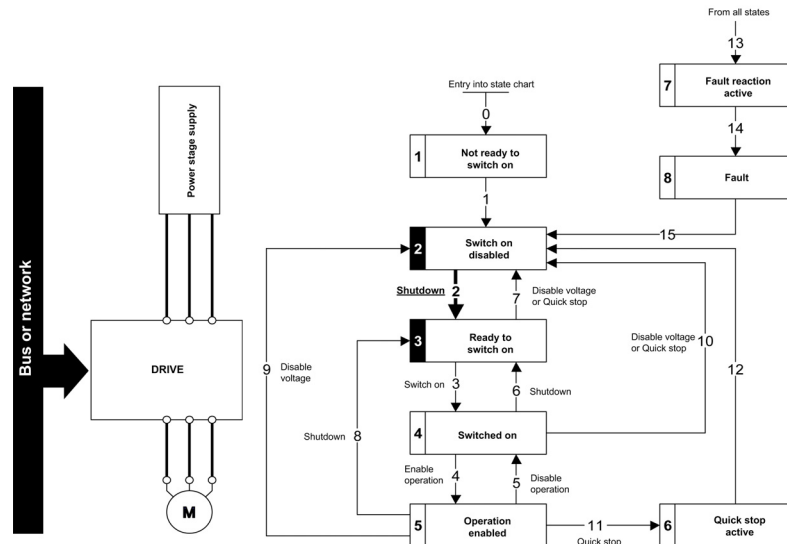 From all states
13
7
Fault reaction
active
14
8
Fault
15
Entry into state chart
0
1
Not ready to
switch on
1
2
Switch on
disabled
Shutdown 2
7 Disable voltage
or Quick stop
3
Ready to
switch on
Switch on 3
6 Shutdown
4
Switched on
Enable
operation
4
5 Disable
operation
5
Operation
enabled
11
Quick stop
6
Quick stop
active
Disable voltage
or Quick stop
10
12
9 Disable
voltage
Shutdown 8
Bus or network
Power stage supply
DRIVE
M